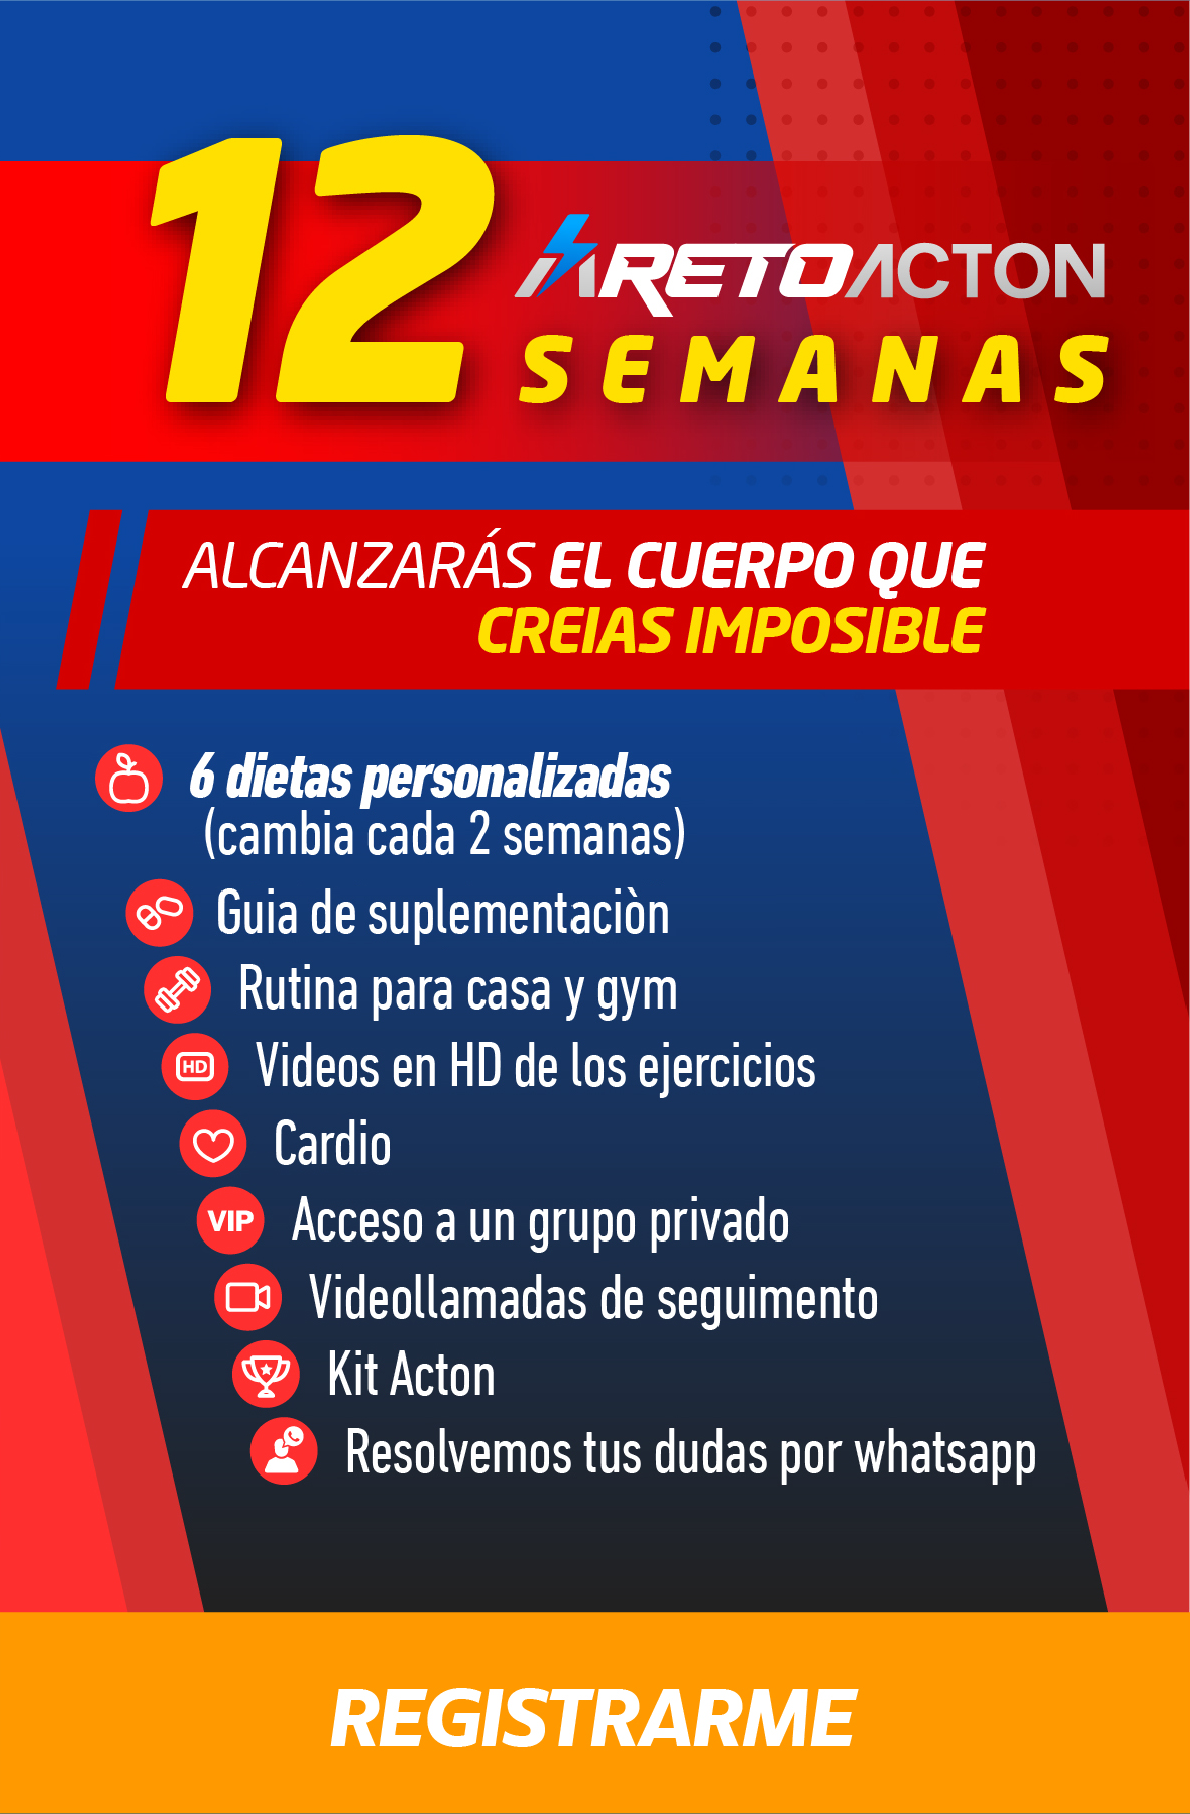 12
RETOACTON
SEMANAS
ALCANZARÁS EL CUERPO QUE
CREIAS IMPOSIBLE
6 dietas personalizadas
(cambia cada 2 semanas)
Guia de suplementaciòn
Rutina para casa y gym
HD
Videos en HD de los ejercicios
Cardio
VIP
Acceso a un grupo privado
Videollamadas de seguimento
Kit Acton
Resolvemos tus dudas por whatsapp
REGISTRARME